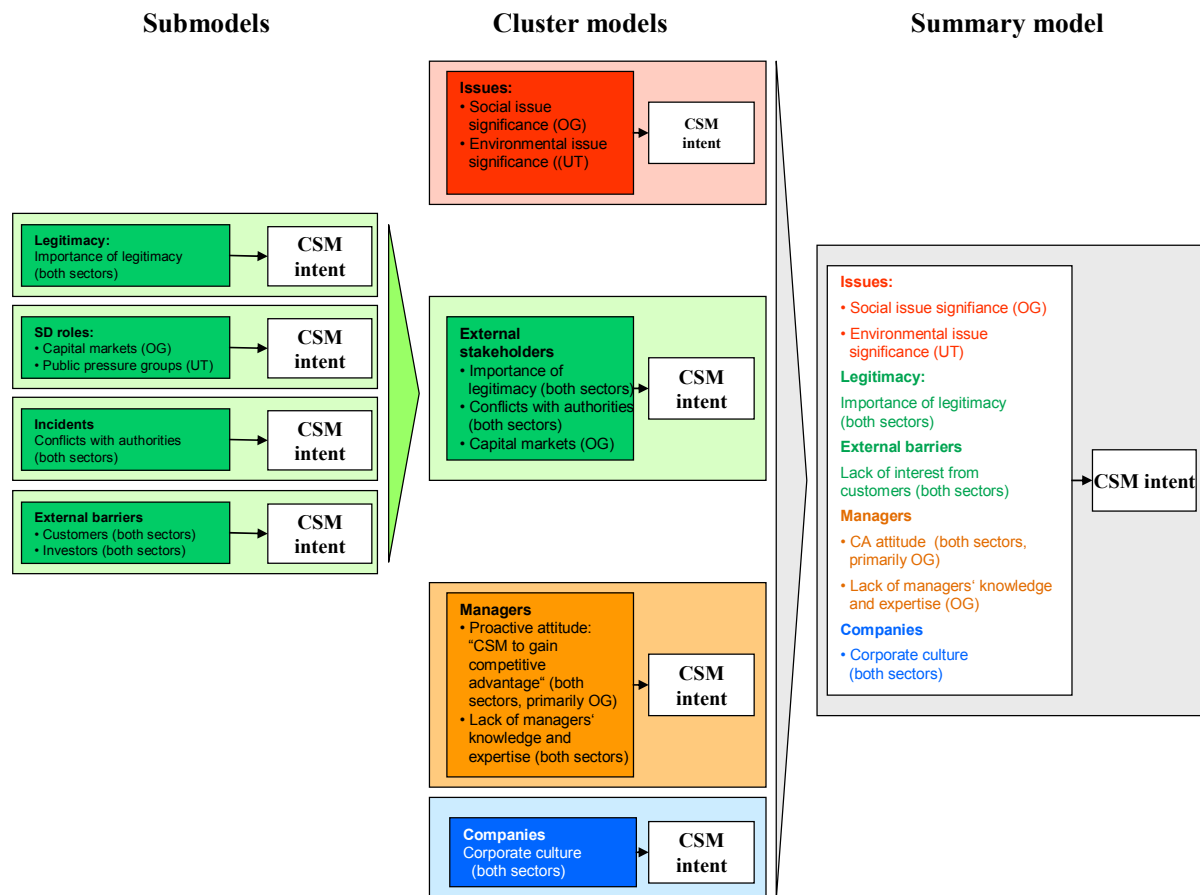 Submodels
Cluster models
Summary model
Issues:
• Social issue
significance (OG)
• Environmental issue
significance ((UT)
CSM
intent
Legitimacy:
Importance of legitimacy
(both sectors)
CSM
intent
SD roles:
• Capital markets (OG)
• Public pressure groups (UT)
CSM
intent
Incidents
Conflicts with authorities
(both sectors)
CSM
intent
External barriers
• Customers (both sectors)
• Investors (both sectors)
CSM
intent
External
stakeholders
• Importance of
legitimacy (both sectors)
• Conflicts with authorities
(both sectors)
• Capital markets (OG)
CSM
intent
Managers
• Proactive attitude:
“CSM to gain
competitive
advantage“ (both
sectors, primarily OG)
• Lack of managers‘
knowledge and
expertise (both sectors)
CSM
intent
Companies
Corporate culture
(both sectors)
CSM
intent
Issues:
• Social issue signifiance (OG)
• Environmental issue
significance (UT)
Legitimacy:
Importance of legitimacy
(both sectors)
External barriers
Lack of interest from
customers (both sectors)
Managers
• CA attitude (both sectors,
primarily OG)
• Lack of managers‘ knowledge
and expertise (OG)
Companies
• Corporate culture
(both sectors)
CSM intent